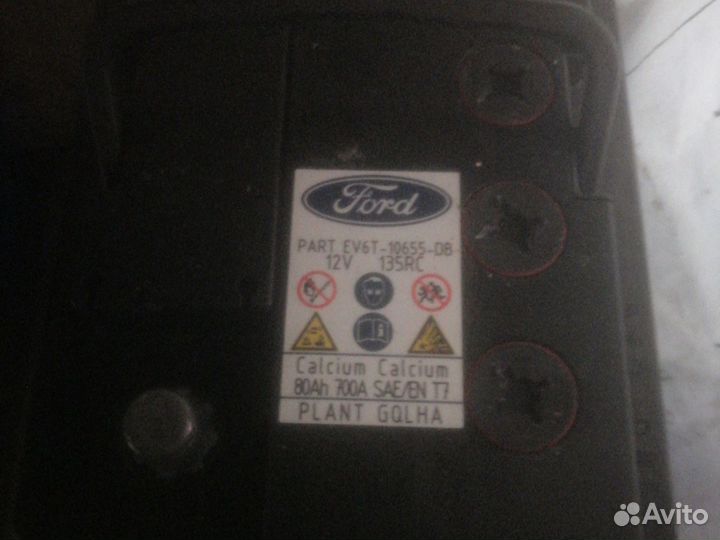 Ford
PART EV6T-10655-DB
12V 135RC
Calcium Calcium
80Ah 700A SAE/EN T7
PLANT GQLHA
Avito